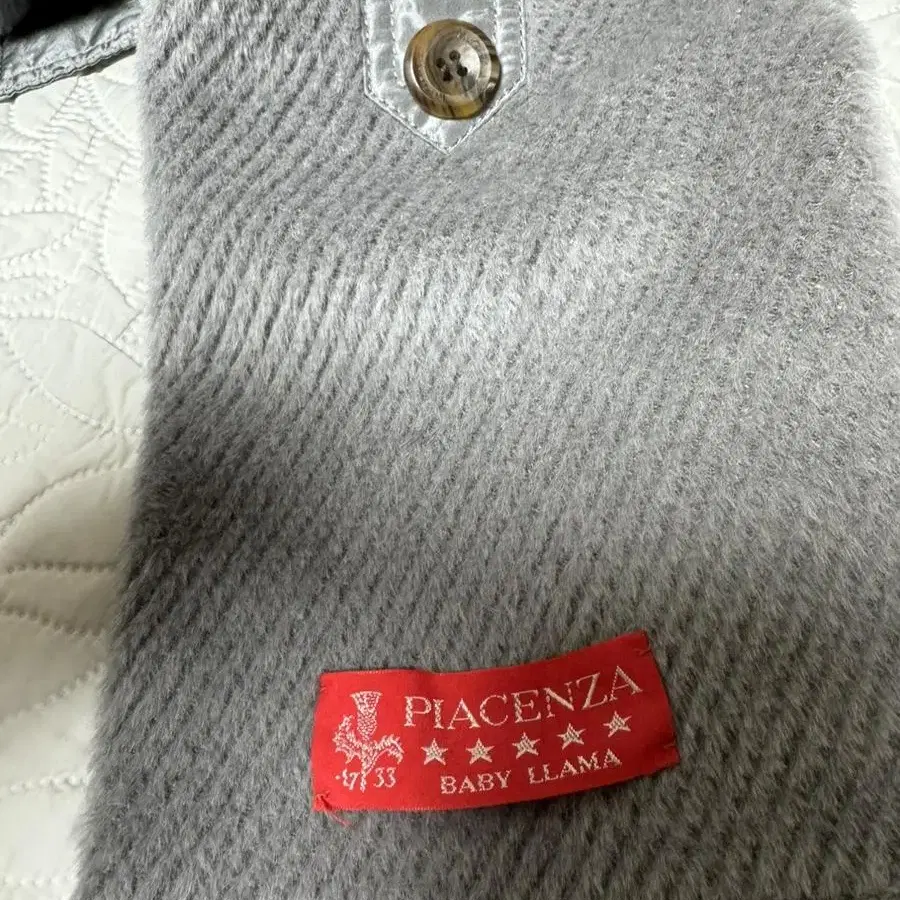 PIACENZA
★★★★★
1733
BABY LLAMA